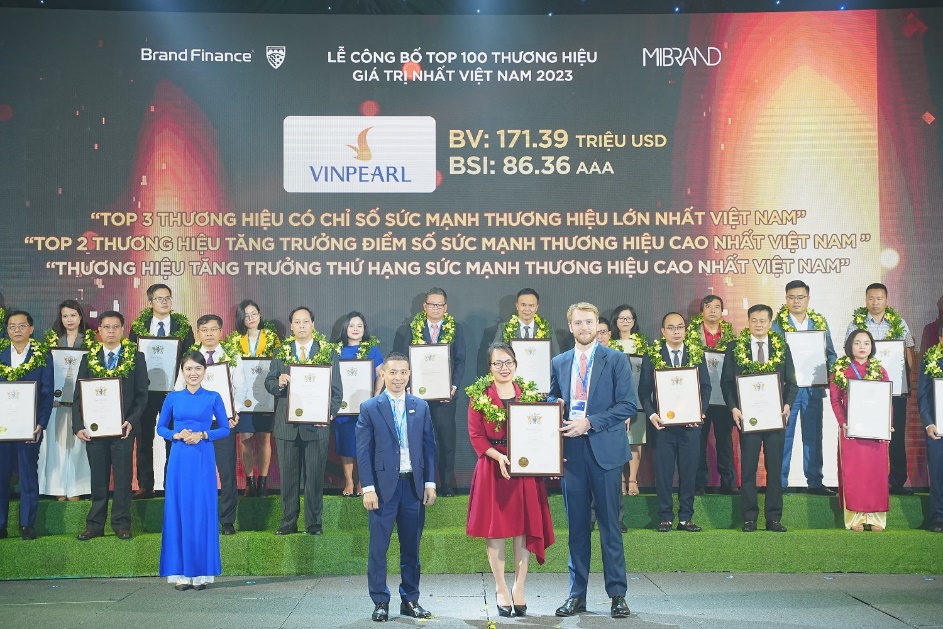 Brand Finance®
LỄ CÔNG BỐ TOP 100 THƯƠNG HIỆU
GIÁ TRỊ NHẤT VIỆT NAM 2023
MIBRAND
VINPEARL
BV: 171.39 TRIỆU USD
BSI: 86.36 AAA
“TOP 3 THƯƠNG HIỆU CÓ CHỈ SỐ SỨC MẠNH THƯƠNG HIỆU LỚN NHẤT VIỆT NAM”
“TOP 2 THƯƠNG HIỆU TĂNG TRƯỞNG ĐIỂM SỐ SỨC MẠNH THƯƠNG HIỆU CAO NHẤT VIỆT NAM ”
“THƯƠNG HIỆU TĂNG TRƯỞNG THỨ HẠNG SỨC MẠNH THƯƠNG HIỆU CAO NHẤT VIỆT NAM”